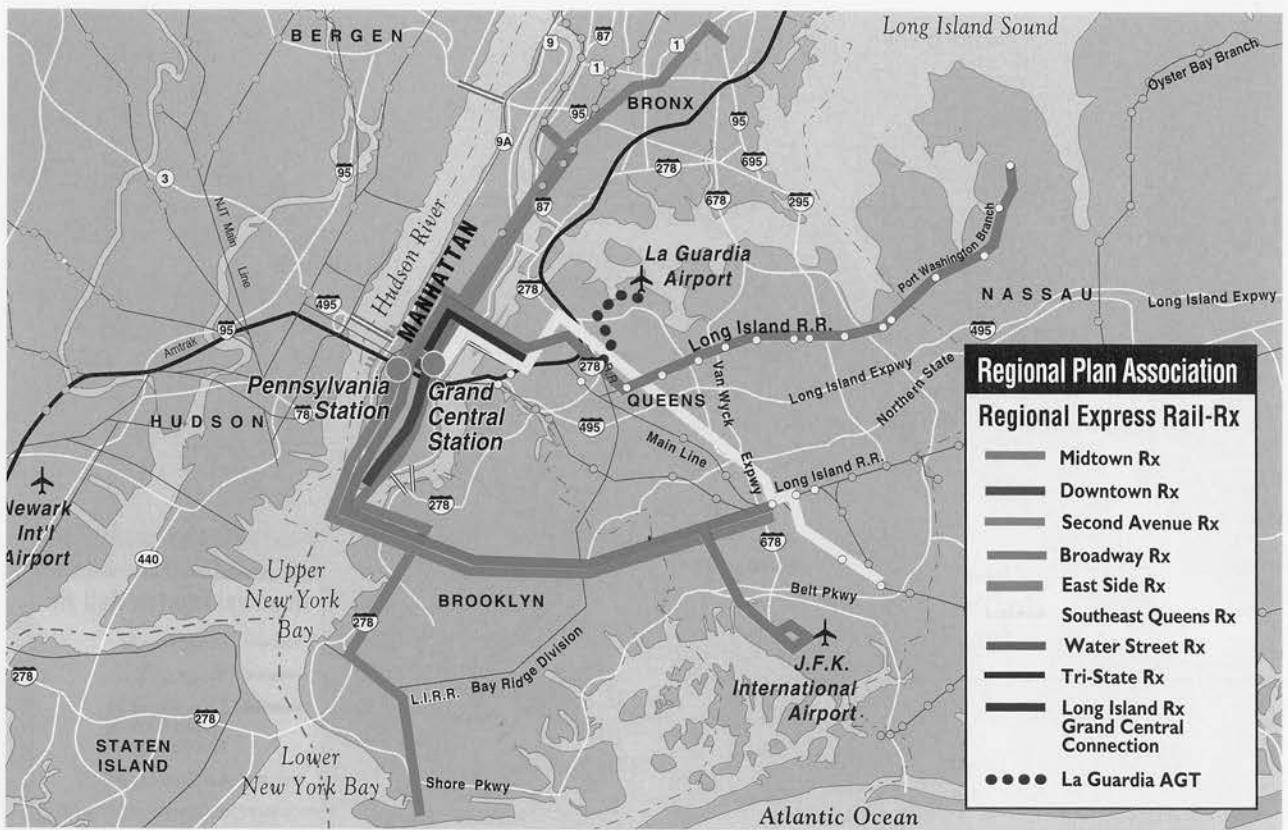 BERGEN
Long Island Sound
Oyster Bay Branch
9
87
1
1
BRONX
95
9A
95
3
95
278
695
678
295
NJT Main
Line
Hudson River
87
MANHATTAN
La Guardia
Airport
278
Port Washington Branch
NASSAU
Long Island Expwy
495
495
95
Amtrak
Long Island R.R.
Pennsylvania
Station
Grand
Central
Station
278
R.R.
QUEENS
Van Wyck
Expwy
Long Island Expwy
Northern State
78
HUDSON
495
Main Line
Long Island R.R.
278
Newark
Int'l
Airport
440
678
Upper
New York
Bay
BROOKLYN
Belt Pkwy
278
L.I.R.R. Bay Ridge Division
J.F.K.
International
Airport
278
278
STATEN
ISLAND
Lower
New York Bay
Shore Pkwy
Atlantic Ocean
Regional Plan Association
Regional Express Rail-Rx
Midtown Rx
Downtown Rx
Second Avenue Rx
Broadway Rx
East Side Rx
Southeast Queens Rx
Water Street Rx
Tri-State Rx
Long Island Rx
Grand Central
Connection
La Guardia AGT